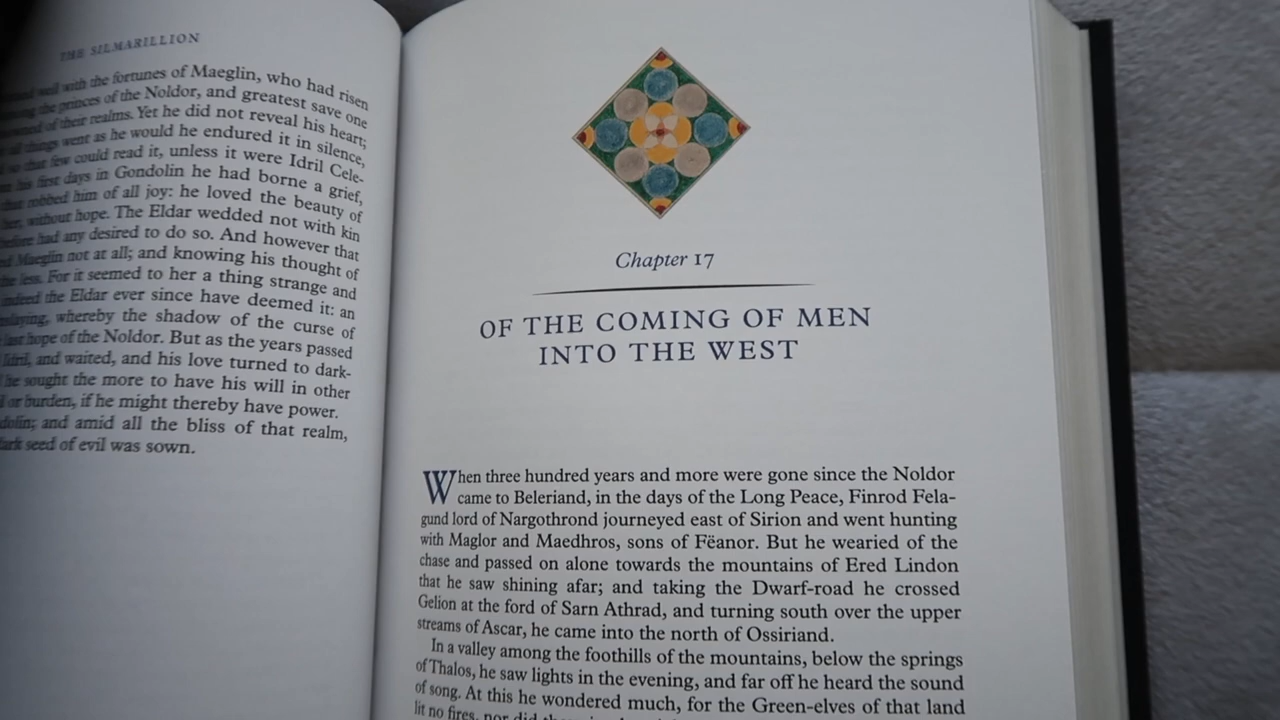 THE SILMARILLION
well with the fortunes of Maeglin, who had risen
the princes of the Noldor, and greatest save one
of their realms. Yet he did not reveal his heart;
all things went as he would he endured it in silence,
so that few could read it, unless it were Idril Cele-
his first days in Gondolin he had borne a grief,
that robbed him of all joy: he loved the beauty of
her, without hope. The Eldar wedded not with kin
before had any desired to do so. And however that
Maeglin not at all; and knowing his thought of
the less. For it seemed to her a thing strange and
indeed the Eldar ever since have deemed it: an
whereby the shadow of the curse of
last hope of the Noldor. But as the years passed
Idril, and waited, and his love turned to dark-
he sought the more to have his will in other
or burden, if he might thereby have power.
and amid all the bliss of that realm,
dark seed of evil was sown.
Chapter 17
OF THE COMING OF MEN
INTO THE WEST
When three hundred years and more were gone since the Noldor
came to Beleriand, in the days of the Long Peace, Finrod Fela-
gund lord of Nargothrond journeyed east of Sirion and went hunting
with Maglor and Maedhros, sons of Fëanor. But he wearied of the
chase and passed on alone towards the mountains of Ered Lindon
that he saw shining afar; and taking the Dwarf-road he crossed
Gelion at the ford of Sarn Athrad, and turning south over the upper
streams of Ascar, he came into the north of Ossiriand.
In a valley among the foothills of the mountains, below the springs
of Thalos, he saw lights in the evening, and far off he heard the sound
of song. At this he wondered much, for the Green-elves of that land
lit no fires, nor did